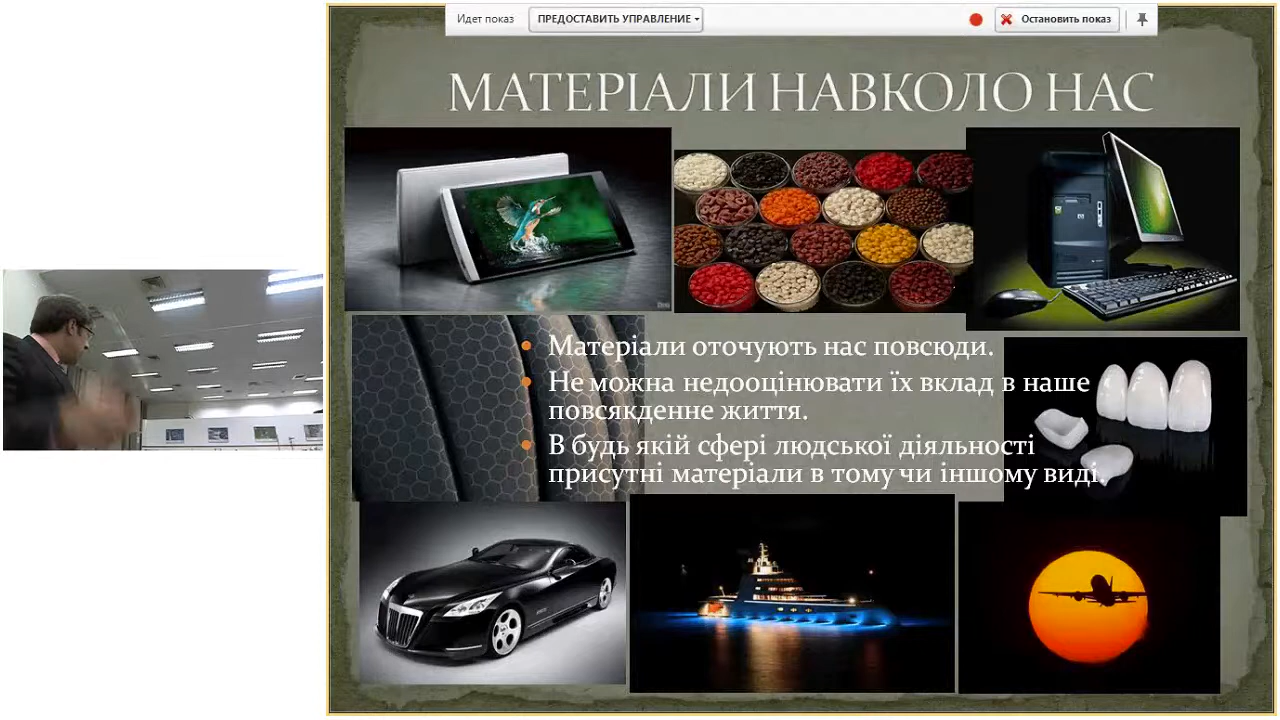 Идет показ
ПРЕДОСТАВИТЬ УПРАВЛЕНИЕ
Остановить показ
МАТЕРІАЛИ НАВКОЛО НАС
Матеріали оточують нас повсюди.
Не можна недооцінювати їх вклад в наше
повсякденне життя.
В будь якій сфері людської діяльності
присутні матеріали в тому чи іншому виді.